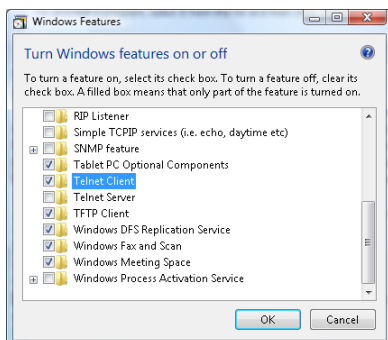 Windows Features
Turn Windows features on or off
To turn a feature on, select its check box. To turn a feature off, clear its
check box. A filled box means that only part of the feature is turned on.
RIP Listener
Simple TCPIP services (i.e. echo, daytime etc)
SNMP feature
Tablet PC Optional Components
Telnet Client
Telnet Server
TFTP Client
Windows DFS Replication Service
Windows Fax and Scan
Windows Meeting Space
Windows Process Activation Service
OK Cancel